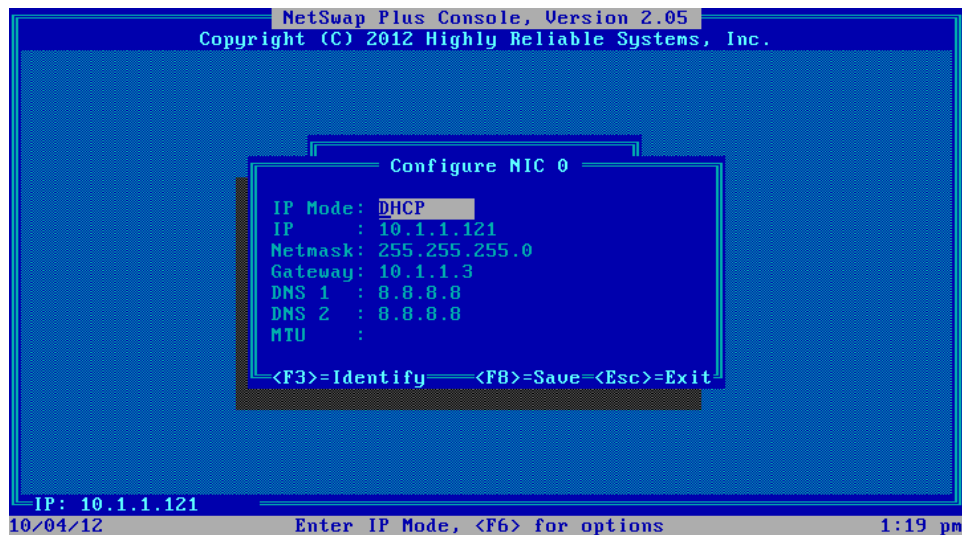 NetSwap Plus Console, Version 2.05
Copyright (C) 2012 Highly Reliable Systems, Inc.
Configure NIC 0
IP Mode: DHCP
IP : 10.1.1.121
Netmask: 255.255.255.0
Gateway: 10.1.1.3
DNS 1 : 8.8.8.8
DNS 2 : 8.8.8.8
MTU :
<F3>=Identify <F8>=Save <Esc>=Exit
IP: 10.1.1.121
10/04/12 Enter IP Mode, <F6> for options 1:19 pm